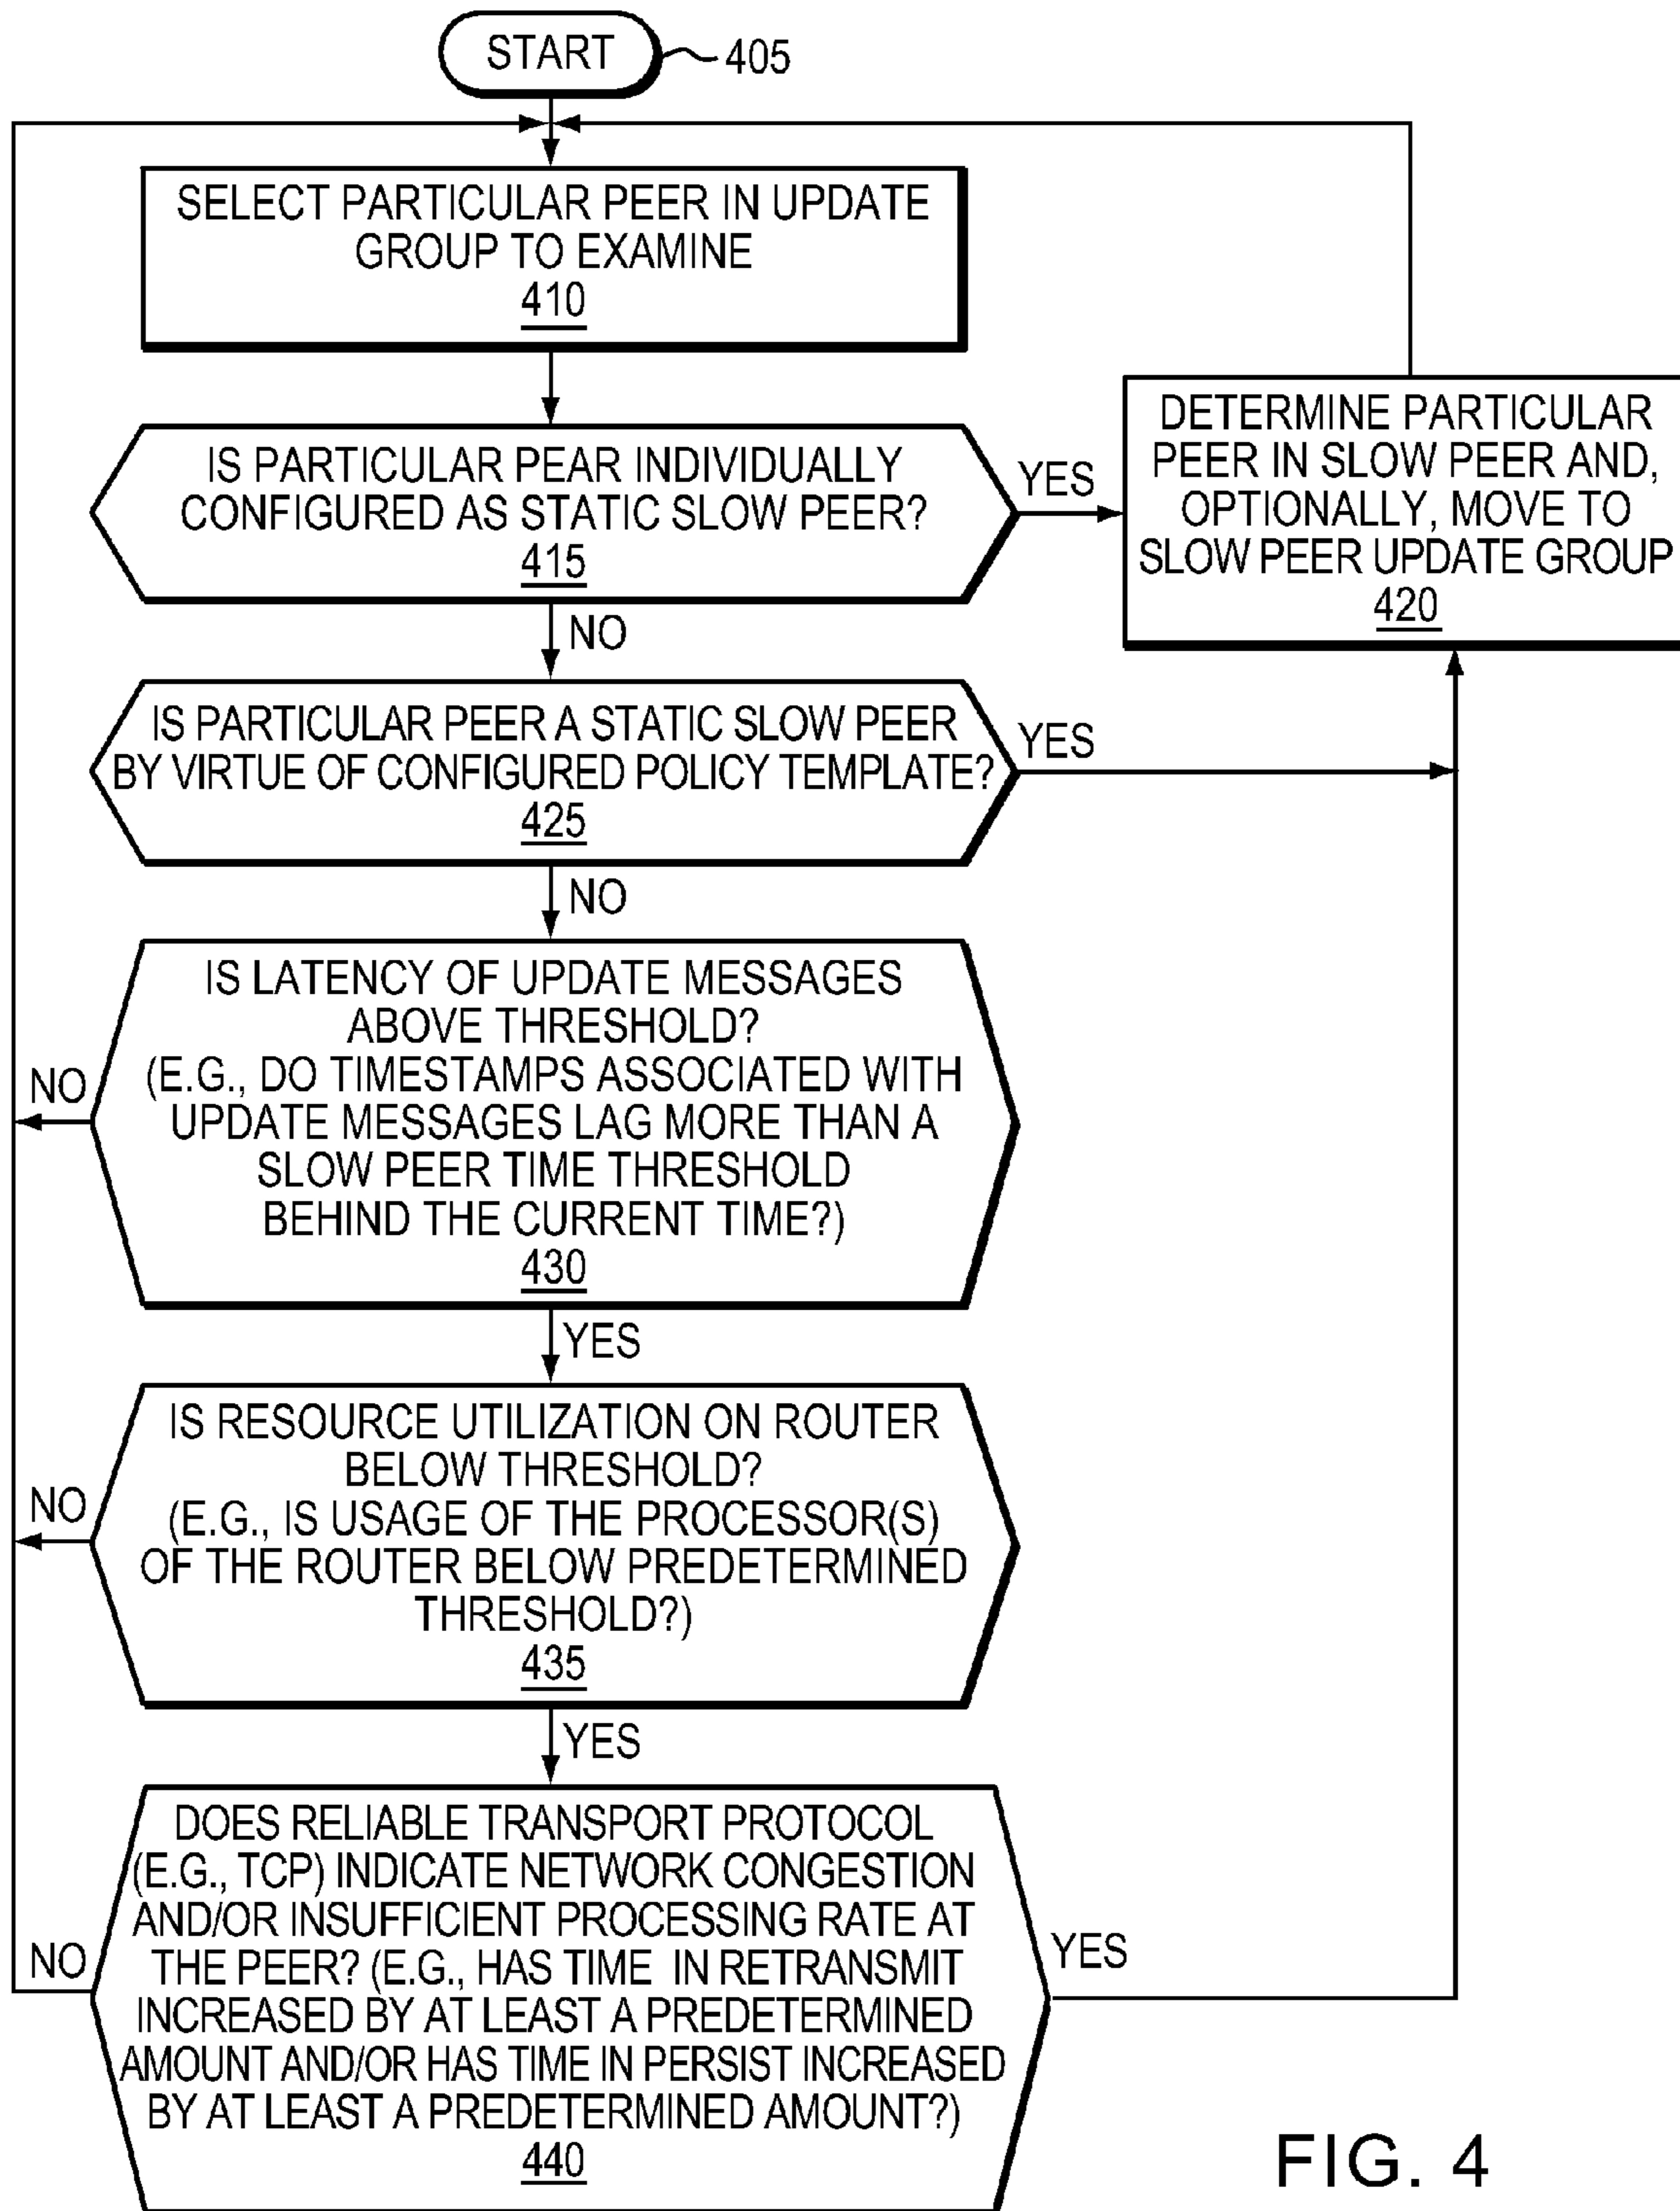 START
405
SELECT PARTICULAR PEER IN UPDATE
GROUP TO EXAMINE
410
IS PARTICULAR PEAR INDIVIDUALLY
CONFIGURED AS STATIC SLOW PEER?
415
YES
DETERMINE PARTICULAR
PEER IN SLOW PEER AND,
OPTIONALLY, MOVE TO
SLOW PEER UPDATE GROUP
420
NO
IS PARTICULAR PEER A STATIC SLOW PEER
BY VIRTUE OF CONFIGURED POLICY TEMPLATE?
425
YES
NO
IS LATENCY OF UPDATE MESSAGES
ABOVE THRESHOLD?
(E.G., DO TIMESTAMPS ASSOCIATED WITH
UPDATE MESSAGES LAG MORE THAN A
SLOW PEER TIME THRESHOLD
BEHIND THE CURRENT TIME?)
430
NO
YES
IS RESOURCE UTILIZATION ON ROUTER
BELOW THRESHOLD?
(E.G., IS USAGE OF THE PROCESSOR(S)
OF THE ROUTER BELOW PREDETERMINED
THRESHOLD?)
435
NO
YES
DOES RELIABLE TRANSPORT PROTOCOL
(E.G., TCP) INDICATE NETWORK CONGESTION
AND/OR INSUFFICIENT PROCESSING RATE AT
THE PEER? (E.G., HAS TIME IN RETRANSMIT
INCREASED BY AT LEAST A PREDETERMINED
AMOUNT AND/OR HAS TIME IN PERSIST INCREASED
BY AT LEAST A PREDETERMINED AMOUNT?)
440
NO
YES
FIG. 4